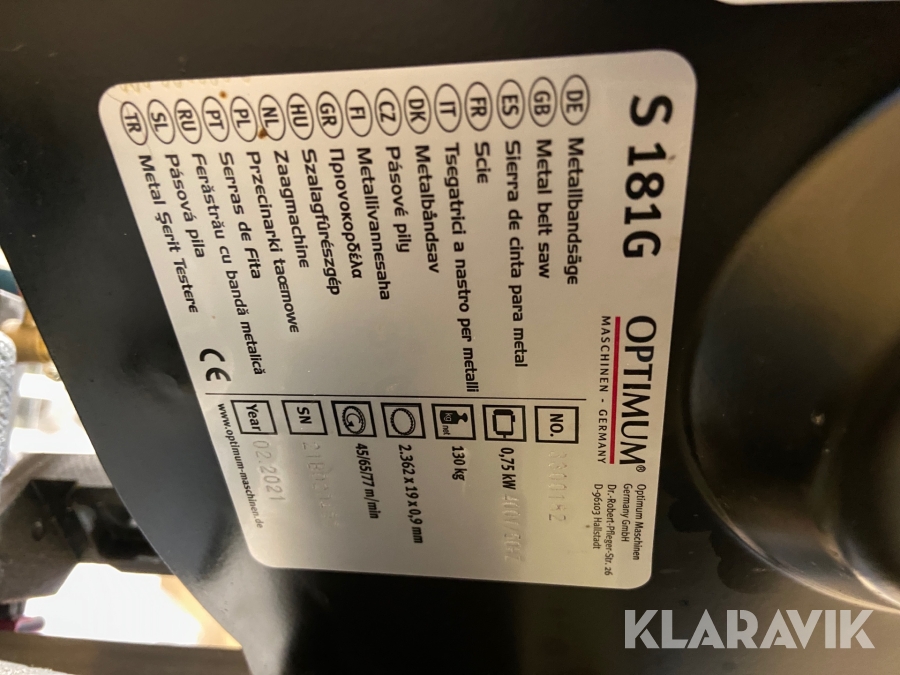 S 181G
OPTIMUM®
MASCHINEN - GERMANY
Optimum Maschinen
Germany GmbH
Dr.-Robert-Pfleger-Str. 26
D-96103 Hallstadt
DE Metallbandsäge
GB Metal belt saw
ES Sierra de cinta para metal
FR Scie
IT Tsegatrici a nastro per metalli
DK Metalbåndsav
CZ Pásové pily
FI Metallivannesaha
GR Πριονοκορδέλα
HU Szalagfűrészgép
NL Zaagmachine
PL Przecinarki taœmowe
PT Serras de Fita
RU Ferăstrău cu bandă metalică
SL Pásová pila
TR Metal Şerit Testere
CE
NO.
0,75 kW
kg net 130 kg
2.362 x 19 x 0,9 mm
45/65/77 m/min
SN
Year 02.2021
www.optimum-maschinen.de
KLARAVIK